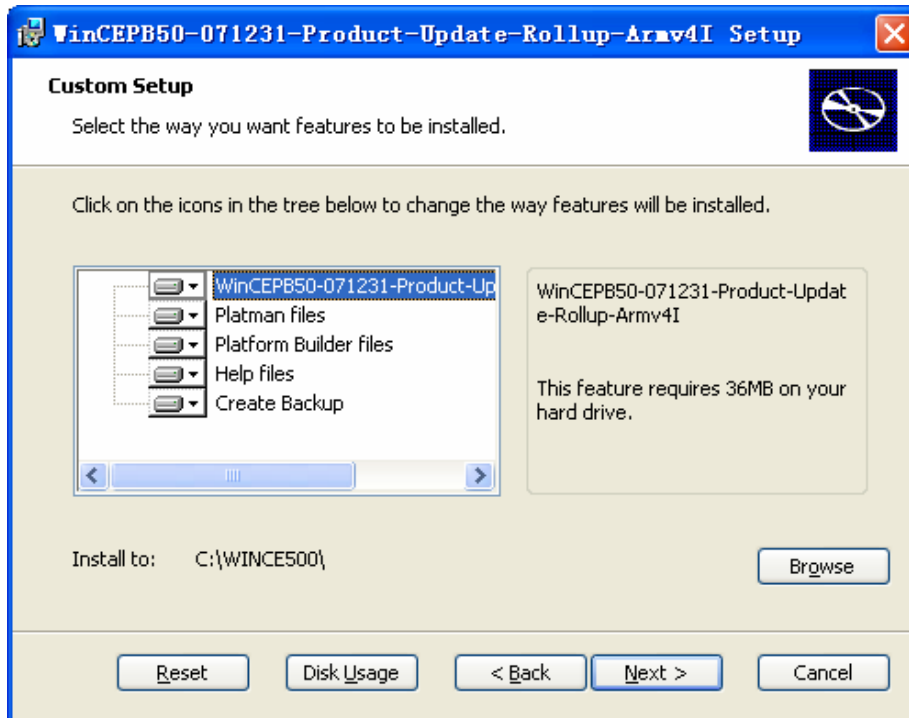 WinCEPB50-071231-Product-Update-Rollup-Armv4I Setup
Custom Setup
Select the way you want features to be installed.
Click on the icons in the tree below to change the way features will be installed.
WinCEPB50-071231-Product-Up
Platman files
Platform Builder files
Help files
Create Backup
WinCEPB50-071231-Product-Updat
e-Rollup-Armv4I
This feature requires 36MB on your
hard drive.
Install to: C:\WINCE500\
Browse
Reset Disk Usage < Back Next > Cancel